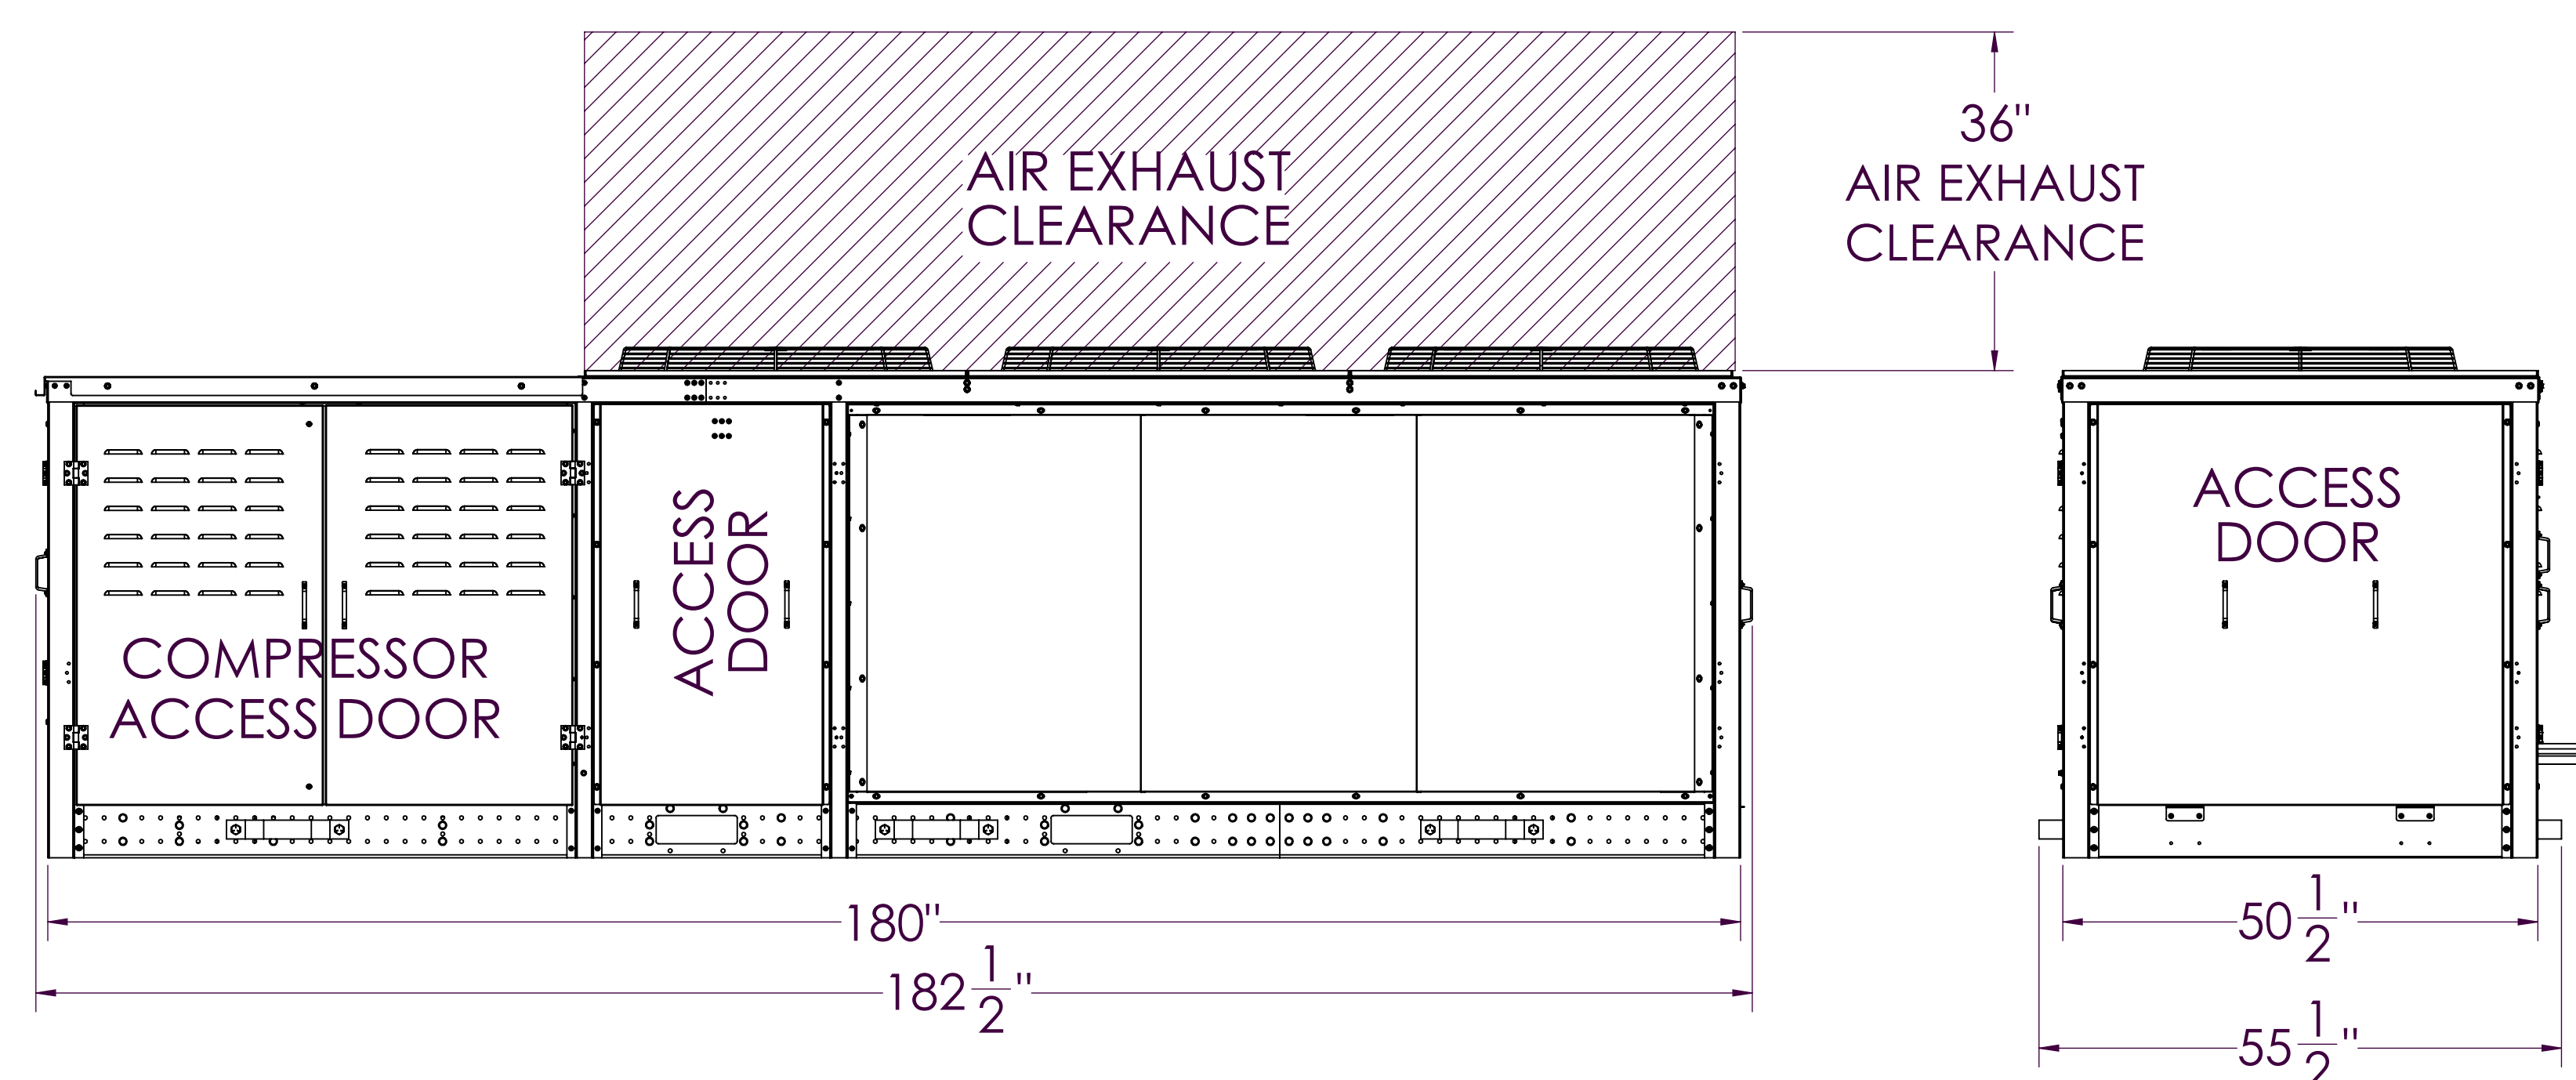 AIR EXHAUST
CLEARANCE
36"
AIR EXHAUST
CLEARANCE
COMPRESSOR
ACCESS DOOR
ACCESS
DOOR
ACCESS
DOOR
180"
182 1/2"
50 1/2"
55 1/2"